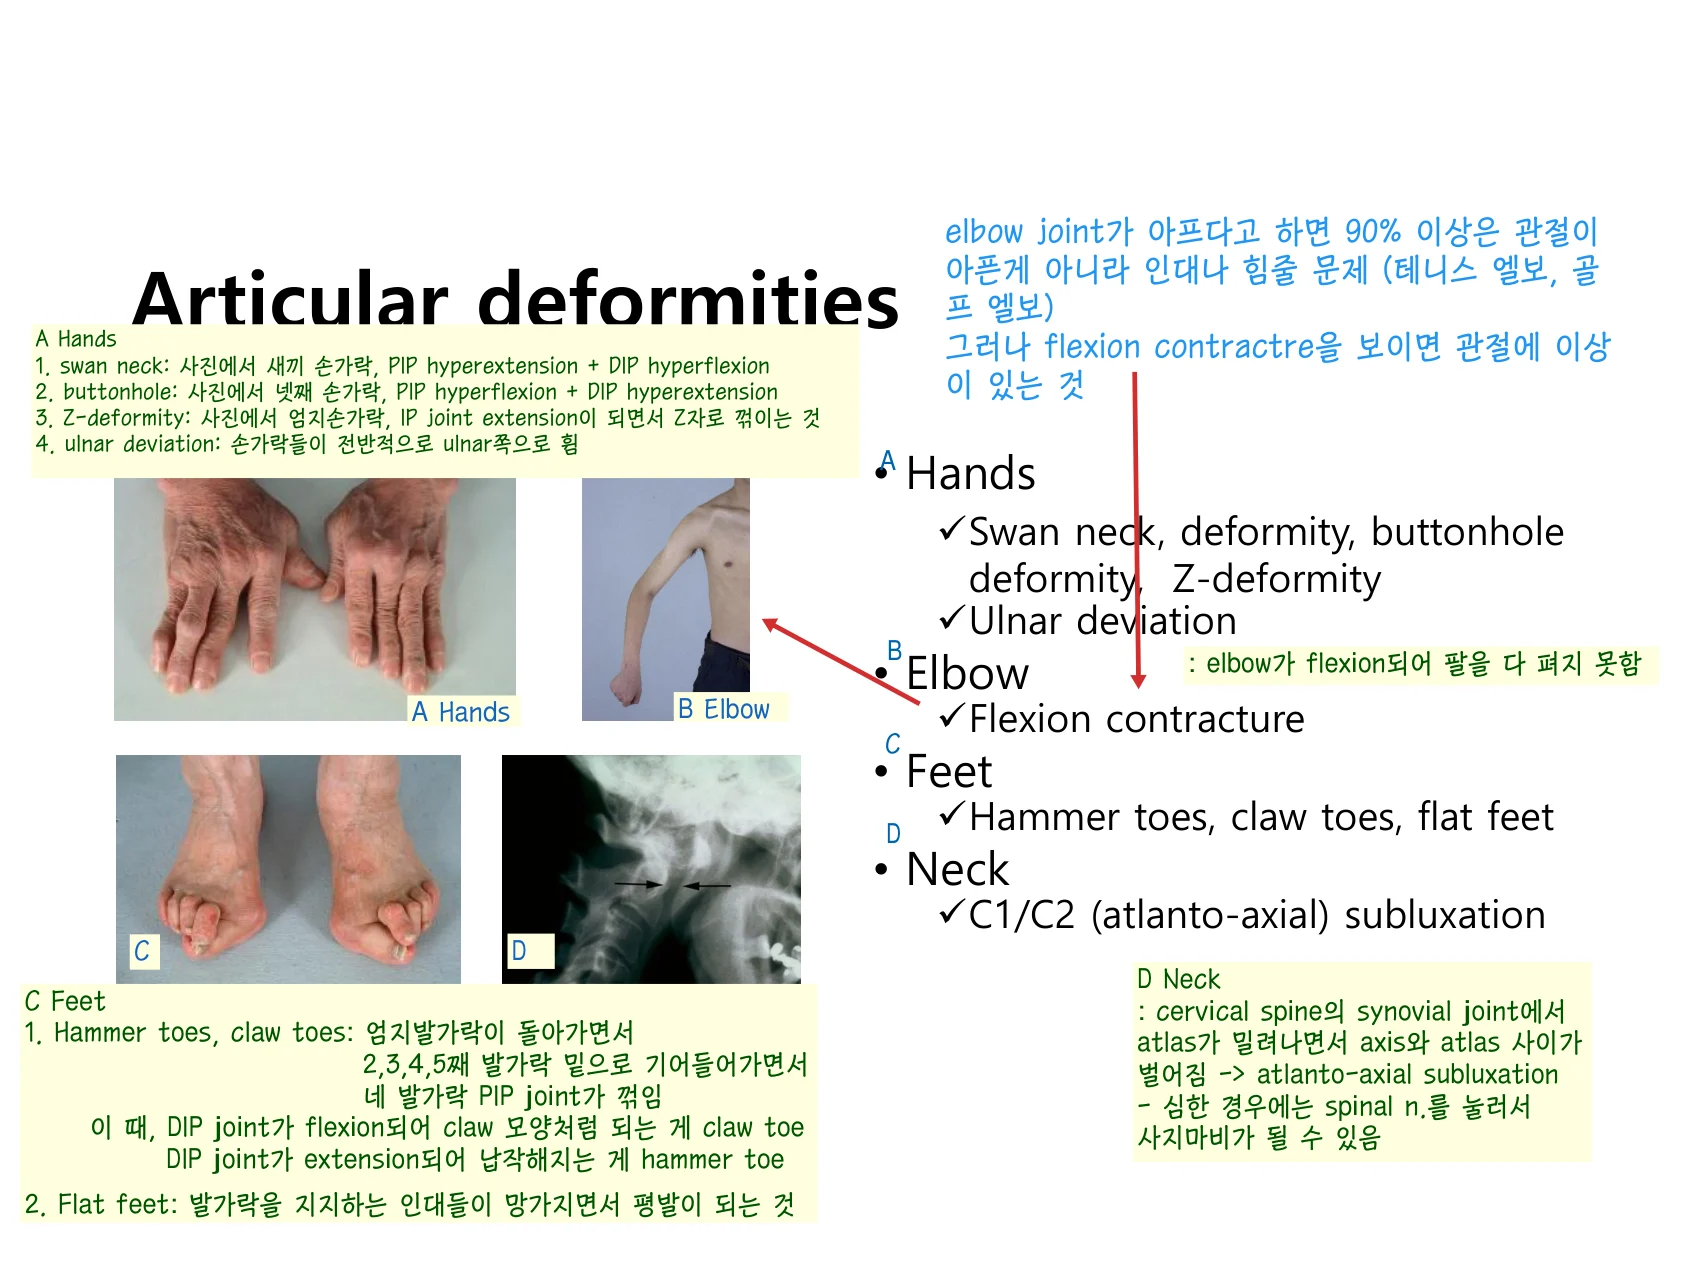 elbow joint가 아프다고 하면 90% 이상은 관절이
아픈게 아니라 인대나 힘줄 문제 (테니스 엘보, 골
프 엘보)
그러나 flexion contractre을 보이면 관절에 이상
이 있는 것
Articular deformities
A Hands
1. swan neck: 사진에서 새끼 손가락, PIP hyperextension + DIP hyperflexion
2. buttonhole: 사진에서 넷째 손가락, PIP hyperflexion + DIP hyperextension
3. Z-deformity: 사진에서 엄지손가락, IP joint extension이 되면서 Z자로 꺾이는 것
4. ulnar deviation: 손가락들이 전반적으로 ulnar쪽으로 휨
A Hands
B Elbow
C
D
A
• Hands
✓Swan neck, deformity, buttonhole
deformity, Z-deformity
✓Ulnar deviation
B
• Elbow
: elbow가 flexion되어 팔을 다 펴지 못함
✓Flexion contracture
C
• Feet
✓Hammer toes, claw toes, flat feet
D
• Neck
✓C1/C2 (atlanto-axial) subluxation
C Feet
1. Hammer toes, claw toes: 엄지발가락이 돌아가면서
2,3,4,5째 발가락 밑으로 기어들어가면서
네 발가락 PIP joint가 꺾임
이 때, DIP joint가 flexion되어 claw 모양처럼 되는 게 claw toe
DIP joint가 extension되어 납작해지는 게 hammer toe
2. Flat feet: 발가락을 지지하는 인대들이 망가지면서 평발이 되는 것
D Neck
: cervical spine의 synovial joint에서
atlas가 밀려나면서 axis와 atlas 사이가
벌어짐 -> atlanto-axial subluxation
- 심한 경우에는 spinal n.를 눌러서
사지마비가 될 수 있음